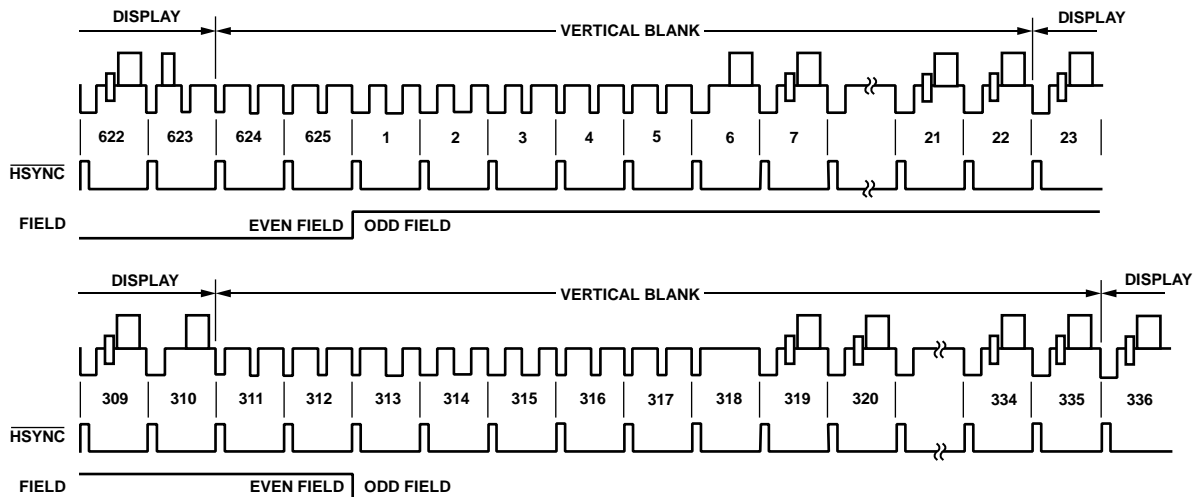 DISPLAY VERTICAL BLANK DISPLAY
622 623 624 625 1 2 3 4 5 6 7 21 22 23
HSYNC
FIELD EVEN FIELD ODD FIELD
DISPLAY VERTICAL BLANK DISPLAY
309 310 311 312 313 314 315 316 317 318 319 320 334 335 336
HSYNC
FIELD EVEN FIELD ODD FIELD